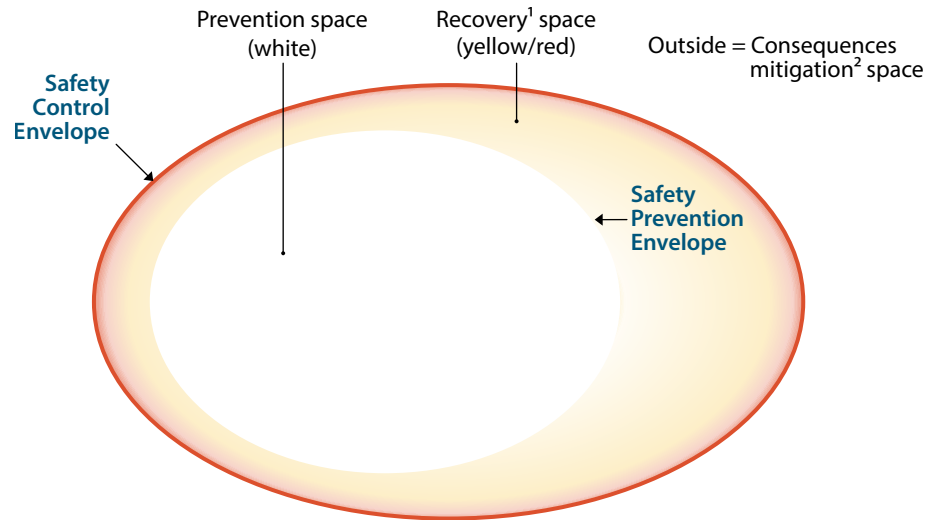 Prevention space
(white)
Recovery¹ space
(yellow/red)
Outside = Consequences
mitigation² space
Safety
Control
Envelope
Safety
Prevention
Envelope